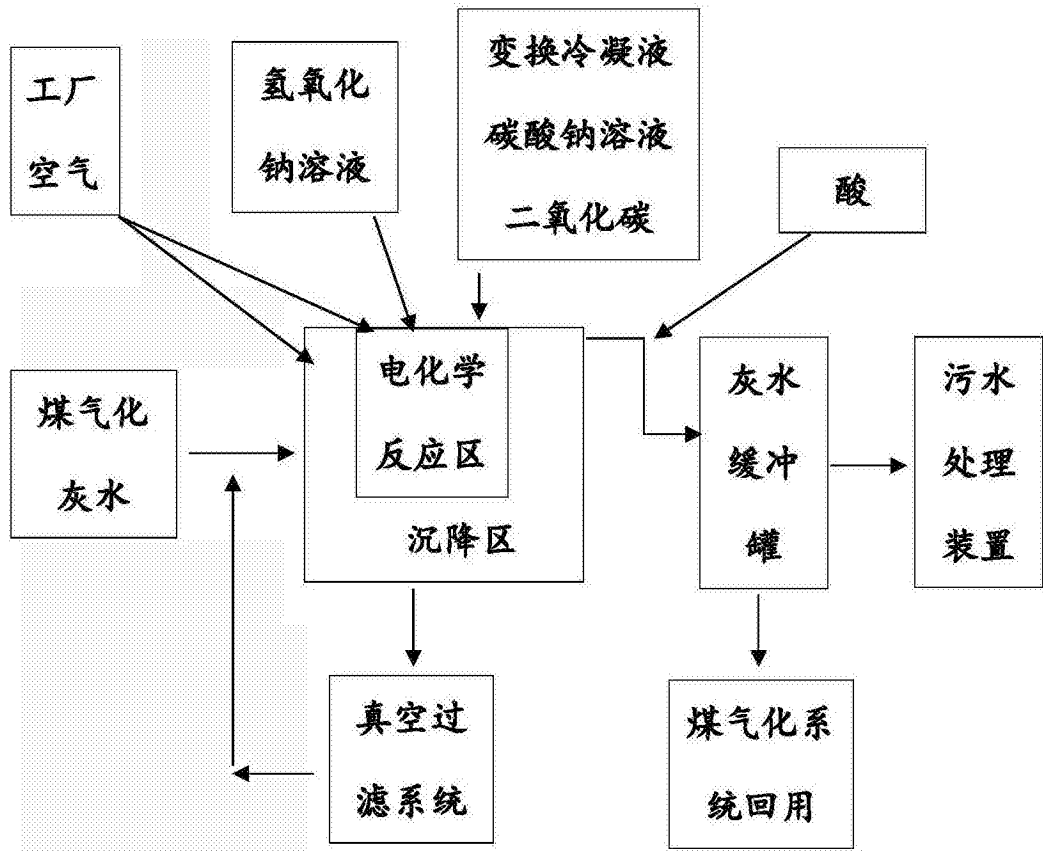 工厂
空气
氢氧化
钠溶液
变换冷凝液
碳酸钠溶液
二氧化碳
酸
煤气化
灰水
电化学
反应区
沉降区
灰水
缓冲
罐
污水
处理
装置
真空过
滤系统
煤气化系
统回用